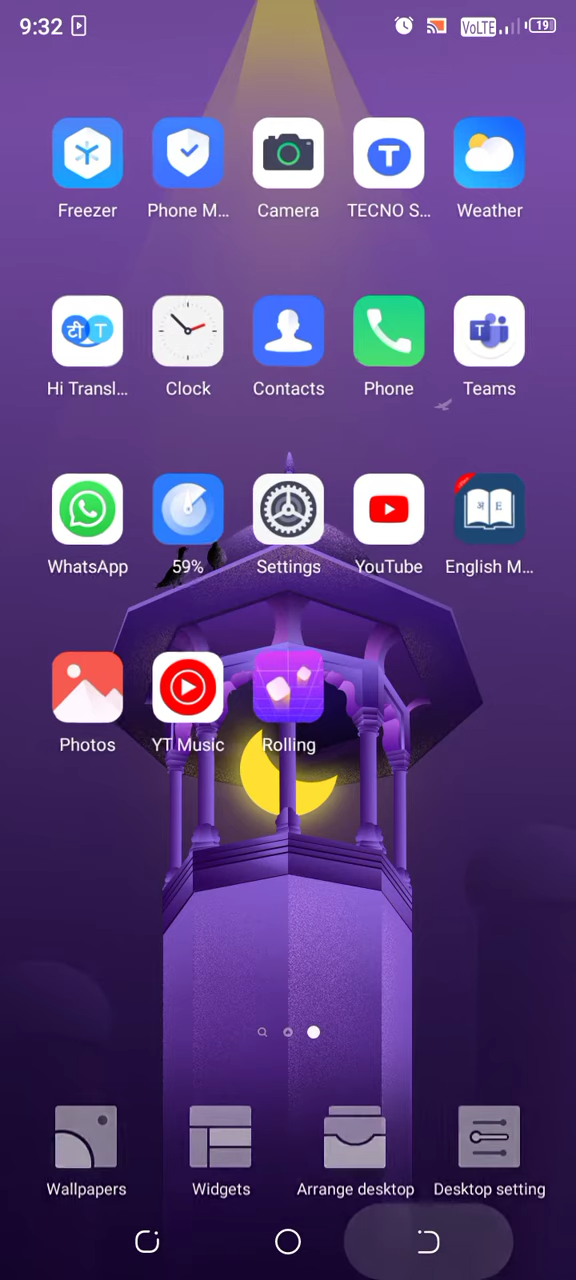 9:32 VoLTE 19
Freezer Phone M... Camera TECNO S... Weather
टी T T
Hi Transl... Clock Contacts Phone Teams
अ E
WhatsApp 59% Settings YouTube English M...
Photos YT Music Rolling
Wallpapers Widgets Arrange desktop Desktop setting